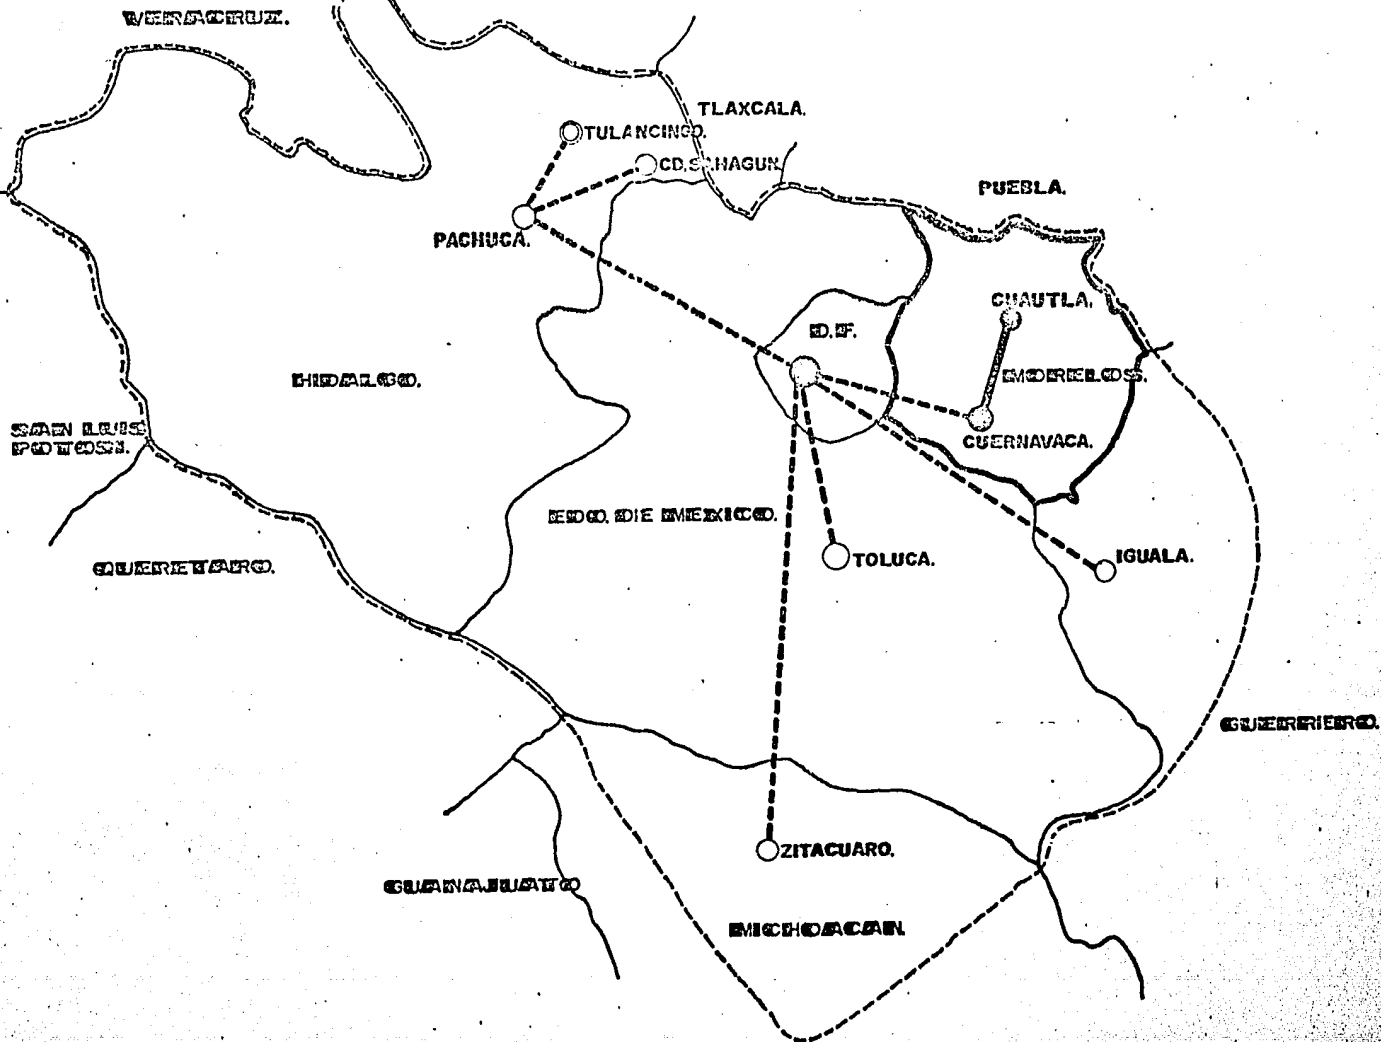 VERACRUZ.
TLAXCALA.
TULANCINGO.
CD. SAHAGUN.
PUEBLA.
PACHUCA.
CUAUTLA.
D.F.
HIDALGO.
MORELOS.
SAN LUIS
POTOSI.
CUERNAVACA.
EDO. DE MEXICO.
TOLUCA.
IGUALA.
QUERETARO.
GUERRERO.
ZITACUARO.
GUANAJUATO
MICHOACAN.